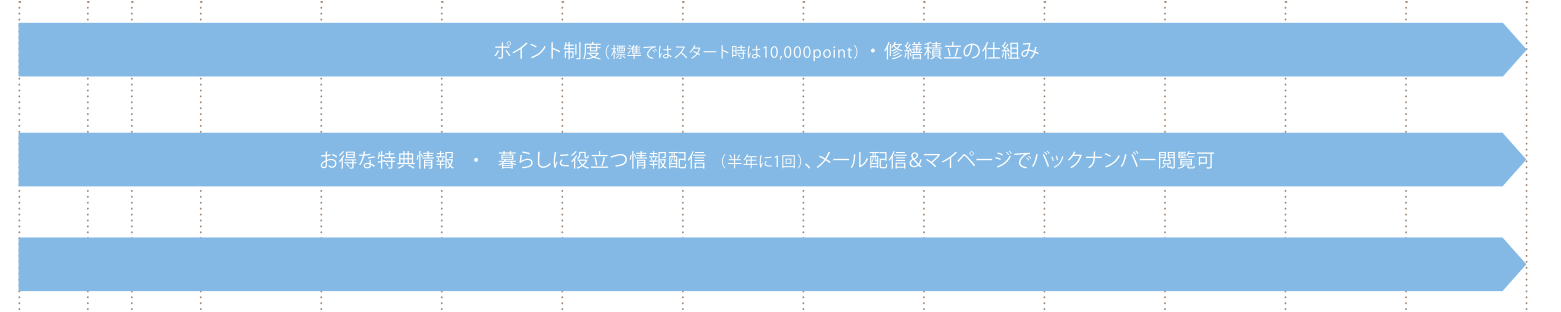 ポイント制度（標準ではスタート時は10,000point）・修繕積立の仕組み
お得な特典情報　・　暮らしに役立つ情報配信　（半年に1回）、メール配信&マイページでバックナンバー閲覧可